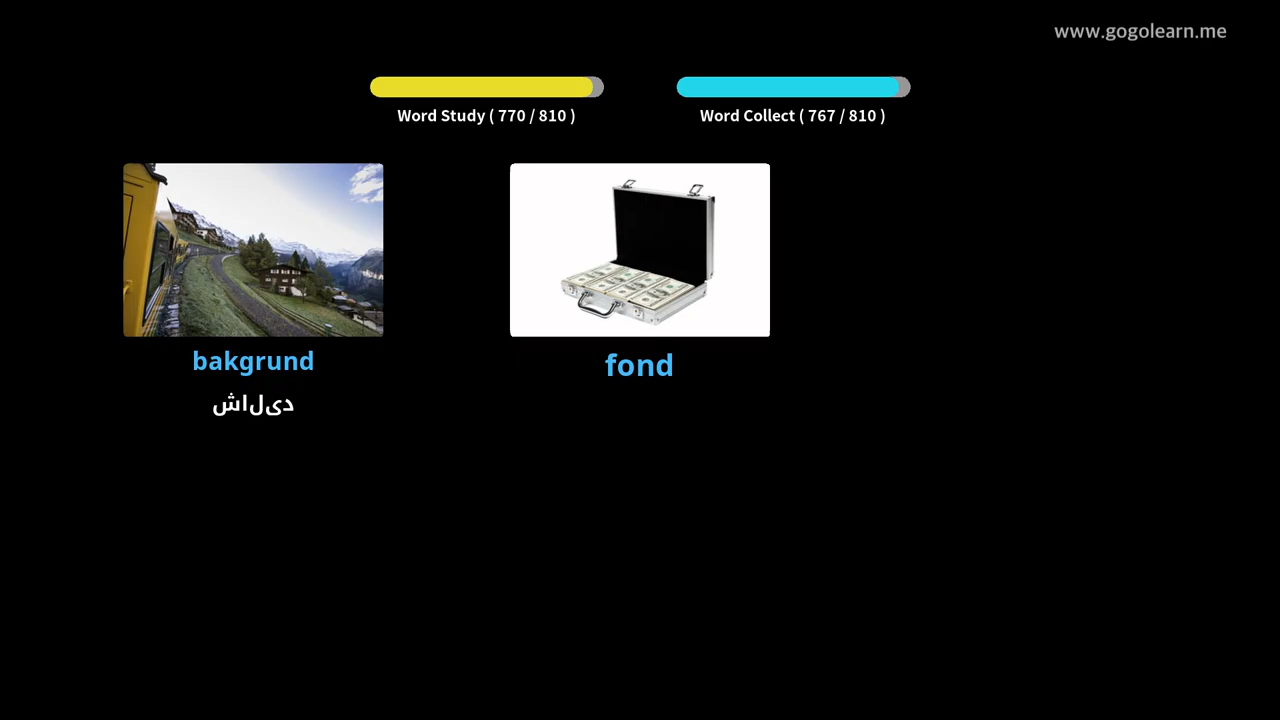 www.gogolearn.me
Word Study ( 770 / 810 )
Word Collect ( 767 / 810 )
bakgrund
دیلاش
fond